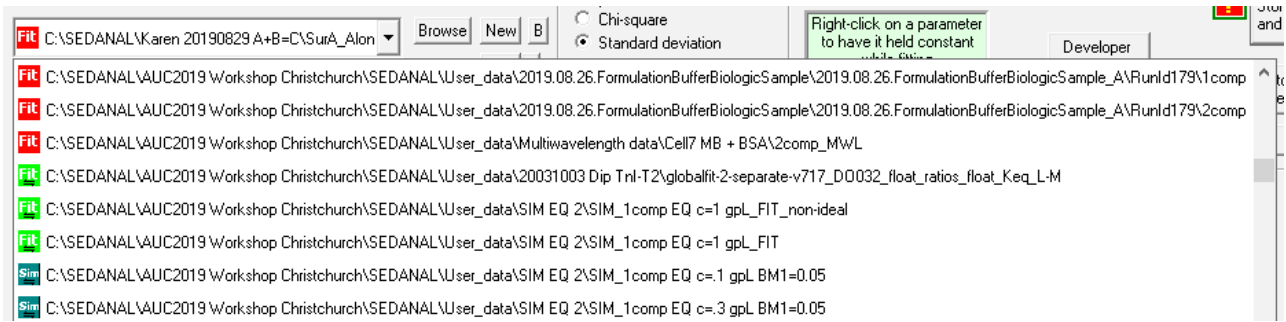 Chi-square
Stor
Fit C:\SEDANAL\Karen 20190829 A+B=C\SurA_Alon Browse New B
Standard deviation
Right-click on a parameter
to have it held constant
while fitting
Developer
and
Fit C:\SEDANAL\AUC2019 Workshop Christchurch\SEDANAL\User_data\2019.08.26.FormulationBufferBiologicSample\2019.08.26.FormulationBufferBiologicSample_A\RunId179\1comp
Fit C:\SEDANAL\AUC2019 Workshop Christchurch\SEDANAL\User_data\2019.08.26.FormulationBufferBiologicSample\2019.08.26.FormulationBufferBiologicSample_A\RunId179\2comp
Fit C:\SEDANAL\AUC2019 Workshop Christchurch\SEDANAL\User_data\Multiwavelength data\Cell7 MB + BSA\2comp_MWL
Fit C:\SEDANAL\AUC2019 Workshop Christchurch\SEDANAL\User_data\20031003 Dip TnI-T2\globalfit-2-separate-v717_DO032_float_ratios_float_Keq_L-M
Fit C:\SEDANAL\AUC2019 Workshop Christchurch\SEDANAL\User_data\SIM EQ 2\SIM_1comp EQ c=1 gpL_FIT_non-ideal
Fit C:\SEDANAL\AUC2019 Workshop Christchurch\SEDANAL\User_data\SIM EQ 2\SIM_1comp EQ c=1 gpL_FIT
Sim C:\SEDANAL\AUC2019 Workshop Christchurch\SEDANAL\User_data\SIM EQ 2\SIM_1comp EQ c=.1 gpL BM1=0.05
Sim C:\SEDANAL\AUC2019 Workshop Christchurch\SEDANAL\User_data\SIM EQ 2\SIM_1comp EQ c=.3 gpL BM1=0.05